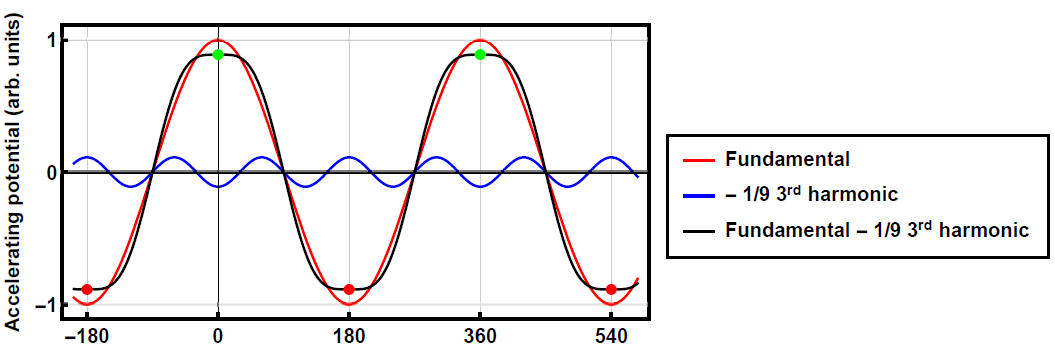 Accelerating potential (arb. units)
1
0
−1
−180 0 180 360 540
Fundamental
− 1/9 3rd harmonic
Fundamental − 1/9 3rd harmonic